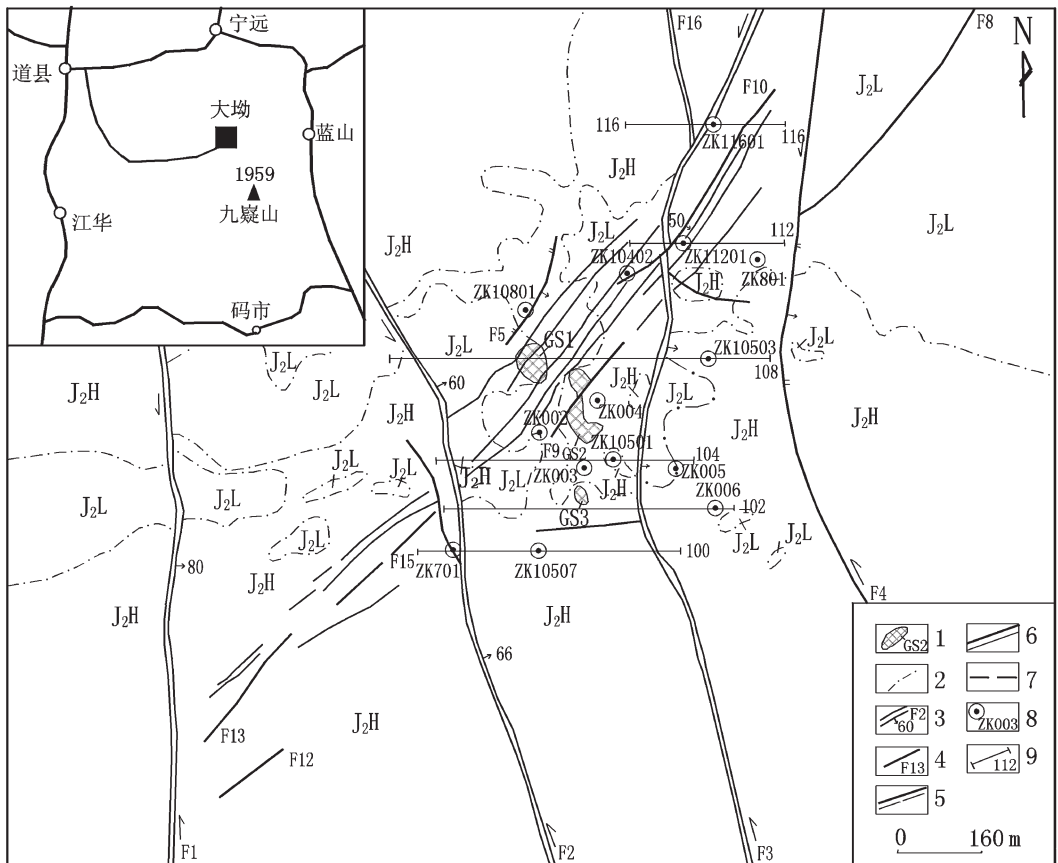 宁远
道县
大坳
蓝山
1959
九嶷山
江华
码市
N
F16
F8
F10
J₂L
116
ZK11601
116
J₂H
J₂L
50
112
J₂L
J₂H
ZK10402
ZK11201
ZK801
J₂H
ZK10801
F5
J₂L
GS1
ZK10503
J₂L
108
J₂L
J₂L
60
J₂H
J₂H
J₂H
J₂L
ZK004
ZK002
J₂H
J₂H
F9
GS2
ZK10501
104
J₂L
J₂L
J₂H
J₂L
ZK003
J₂H
ZK005
ZK006
J₂L
J₂L
102
GS3
J₂L
J₂L
J₂L
F15
100
80
J₂H
ZK701
ZK10507
F4
J₂H
J₂H
66
J₂H
F13
F12
F1
F2
F3
GS2 1
2
F2 60 3
F13 4
5
6
7
ZK003 8
112 9
0 160 m